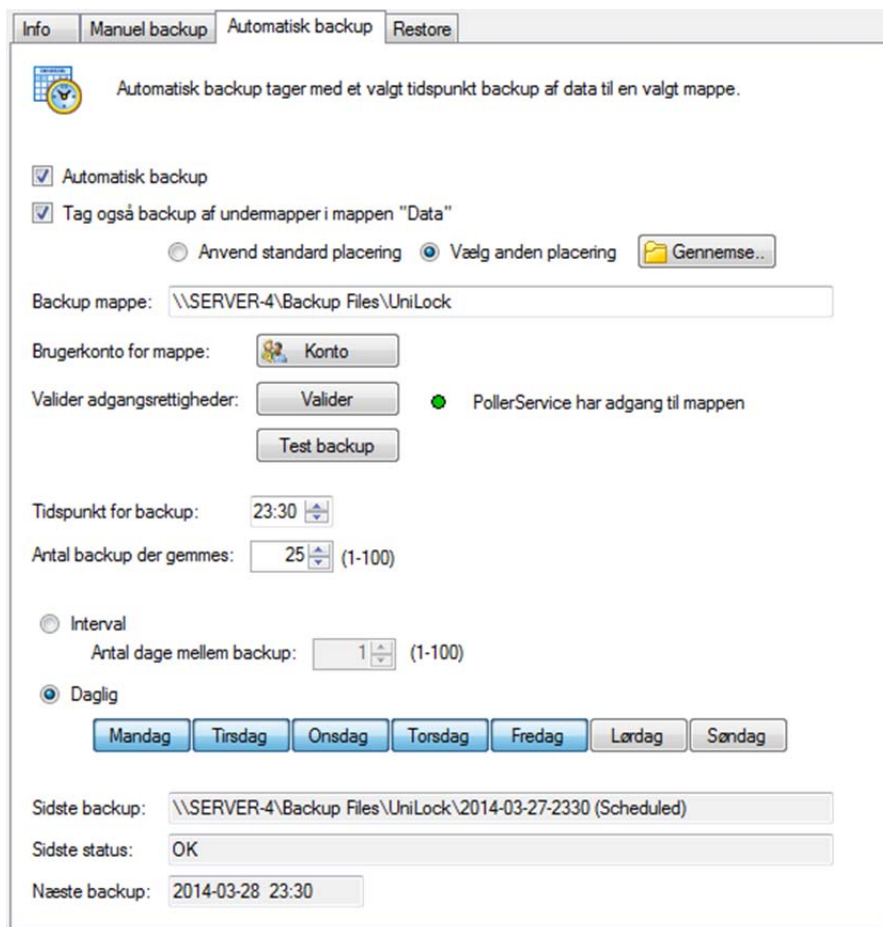 Info Manuel backup Automatisk backup Restore
Automatisk backup tager med et valgt tidspunkt backup af data til en valgt mappe.
Automatisk backup
Tag også backup af undermapper i mappen "Data"
Anvend standard placering Vælg anden placering Gennemse..
Backup mappe: \\SERVER-4\Backup Files\UniLock
Brugerkonto for mappe: Konto
Valider adgangsrettigheder: Valider PollerService har adgang til mappen
Test backup
Tidspunkt for backup: 23:30
Antal backup der gemmes: 25 (1-100)
Interval
Antal dage mellem backup: 1 (1-100)
Daglig
Mandag Tirsdag Onsdag Torsdag Fredag Lørdag Søndag
Sidste backup: \\SERVER-4\Backup Files\UniLock\2014-03-27-2330 (Scheduled)
Sidste status: OK
Næste backup: 2014-03-28 23:30